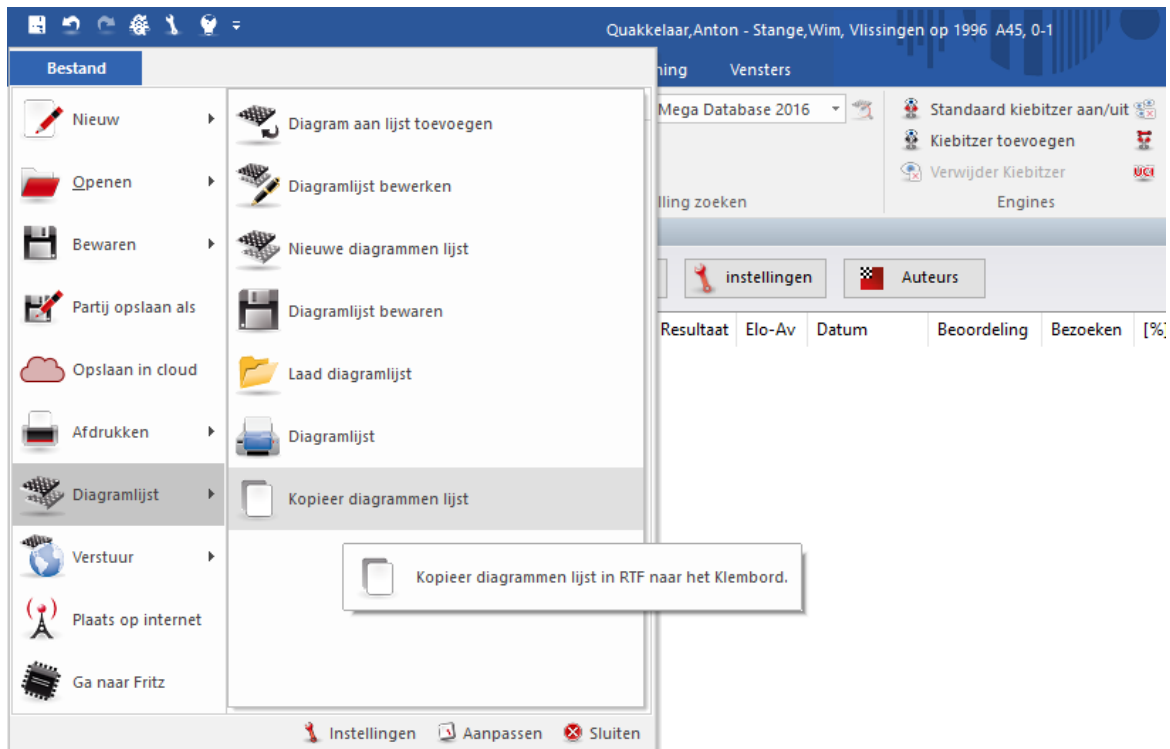 Quakkelaar,Anton - Stange,Wim, Vlissingen op 1996 A45, 0-1
Bestand
ning
Vensters
Nieuw
Openen
Bewaren
Partij opslaan als
Opslaan in cloud
Afdrukken
Diagramlijst
Verstuur
Plaats op internet
Ga naar Fritz
Diagram aan lijst toevoegen
Diagramlijst bewerken
Nieuwe diagrammen lijst
Diagramlijst bewaren
Laad diagramlijst
Diagramlijst
Kopieer diagrammen lijst
Kopieer diagrammen lijst in RTF naar het Klembord.
Instellingen
Aanpassen
Sluiten
Mega Database 2016
lling zoeken
Standaard kiebitzer aan/uit
Kiebitzer toevoegen
Verwijder Kiebitzer
UCI
Engines
instellingen
Auteurs
Resultaat
Elo-Av
Datum
Beoordeling
Bezoeken
[%]